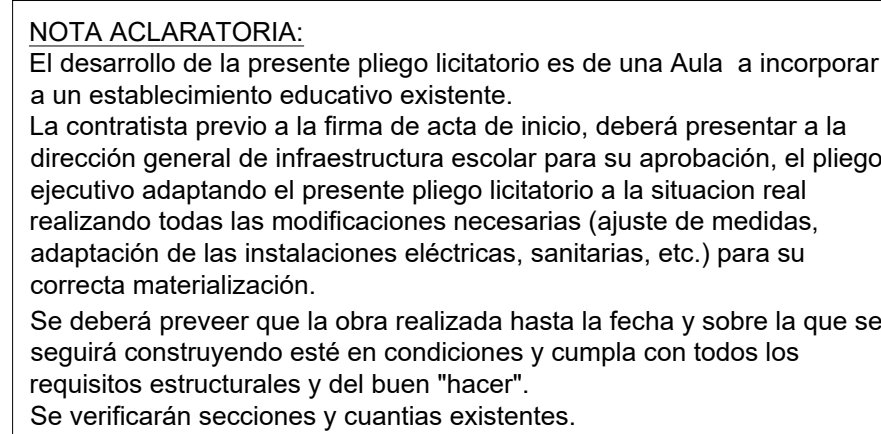 NOTA ACLARATORIA:
El desarrollo de la presente pliego licitatorio es de una Aula  a incorporar
a un establecimiento educativo existente.
La contratista previo a la firma de acta de inicio, deberá presentar a la
dirección general de infraestructura escolar para su aprobación, el pliego
ejecutivo adaptando el presente pliego licitatorio a la situacion real
realizando todas las modificaciones necesarias (ajuste de medidas,
adaptación de las instalaciones eléctricas, sanitarias, etc.) para su
correcta materialización.
Se deberá preveer que la obra realizada hasta la fecha y sobre la que se
seguirá construyendo esté en condiciones y cumpla con todos los
requisitos estructurales y del buen "hacer".
Se verificarán secciones y cuantias existentes.